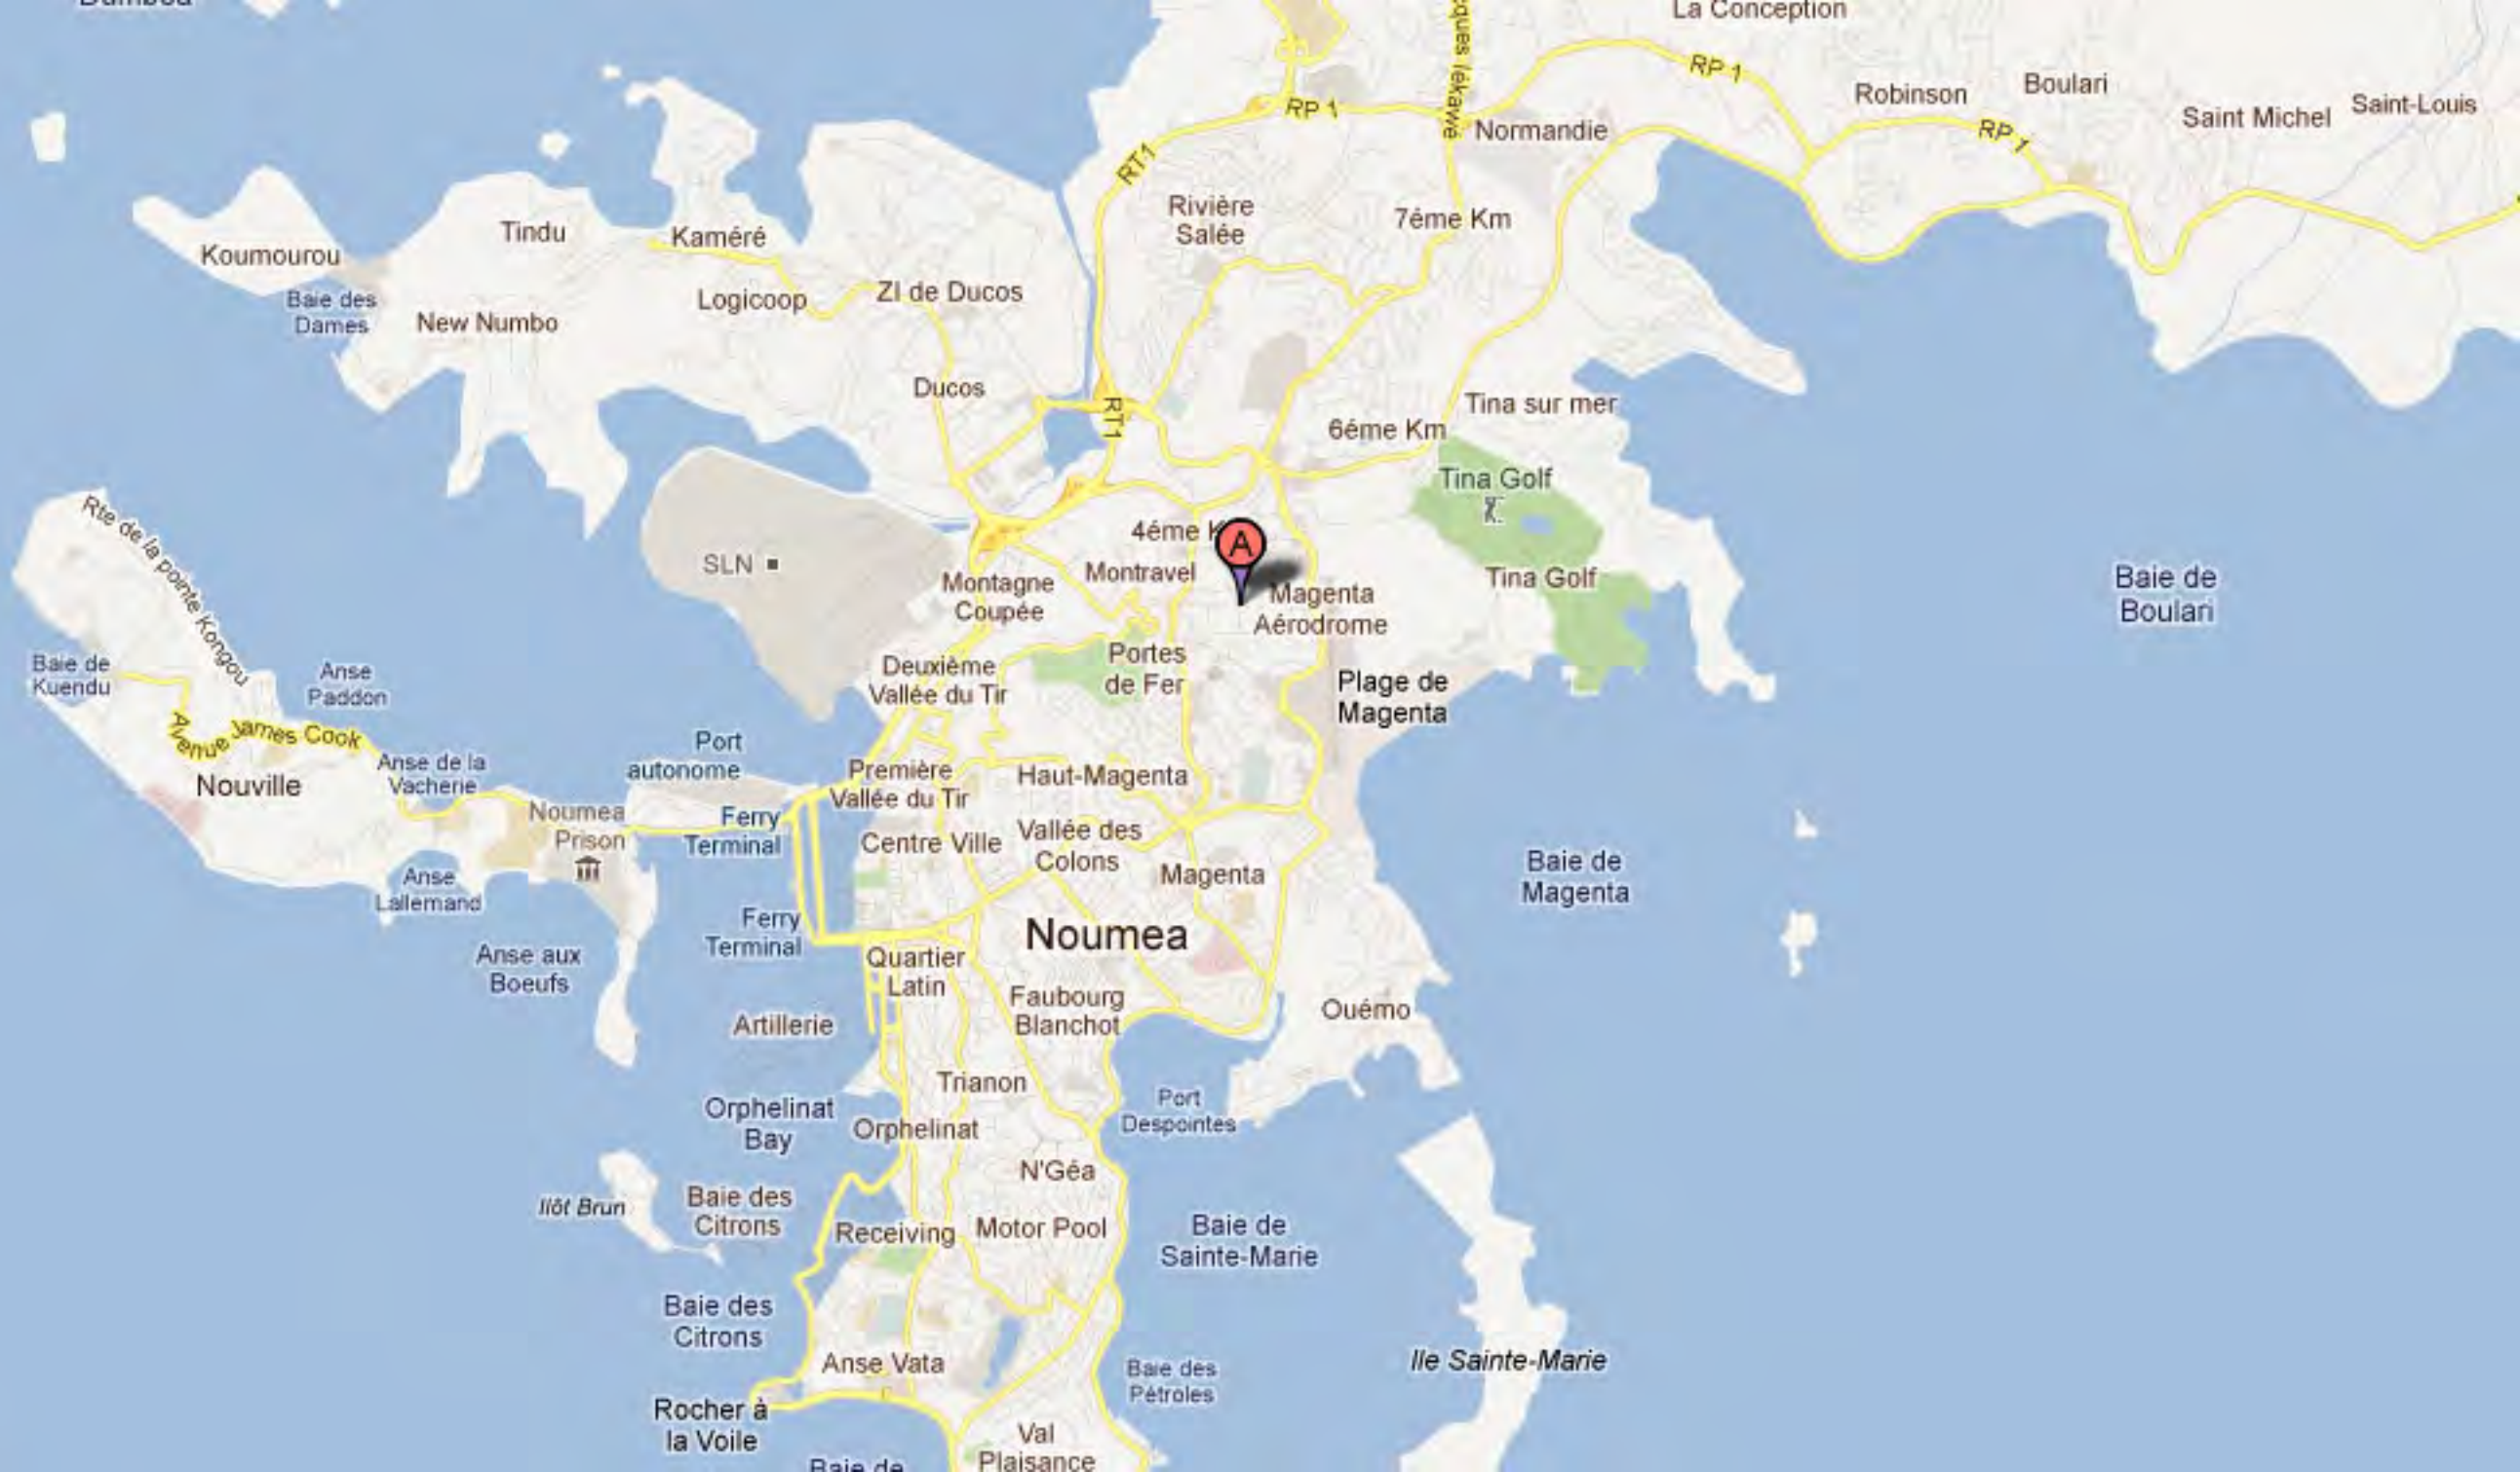 La Conception
RP 1
Robinson
Boulari
Saint Michel
Saint-Louis
RP 1
Normandie
RP 1
RT1
Rivière
Salée
7éme Km
Tindu
Kaméré
Koumourou
Baie des
Dames
New Numbo
Logicoop
ZI de Ducos
Ducos
RT1
Tina sur mer
6éme Km
Tina Golf
Rte de la pointe Kongou
SLN
4éme K
A
Montravel
Montagne
Coupée
Magenta
Aérodrome
Tina Golf
Baie de
Boulari
Baie de
Kuendu
Anse
Paddon
Deuxième
Vallée du Tir
Portes
de Fer
Plage de
Magenta
Avenue James Cook
Nouville
Anse de la
Vacherie
Port
autonome
Première
Vallée du Tir
Haut-Magenta
Noumea
Prison
Ferry
Terminal
Centre Ville
Vallée des
Colons
Magenta
Baie de
Magenta
Anse
Lallemand
Ferry
Terminal
Noumea
Anse aux
Boeufs
Quartier
Latin
Faubourg
Blanchot
Ouémo
Artillerie
Trianon
Port
Despointes
Orphelinat
Bay
Orphelinat
N'Géa
Ilôt Brun
Baie des
Citrons
Receiving
Motor Pool
Baie de
Sainte-Marie
Baie des
Citrons
Anse Vata
Baie des
Pétroles
Ile Sainte-Marie
Rocher à
la Voile
Val
Plaisance
Baie de